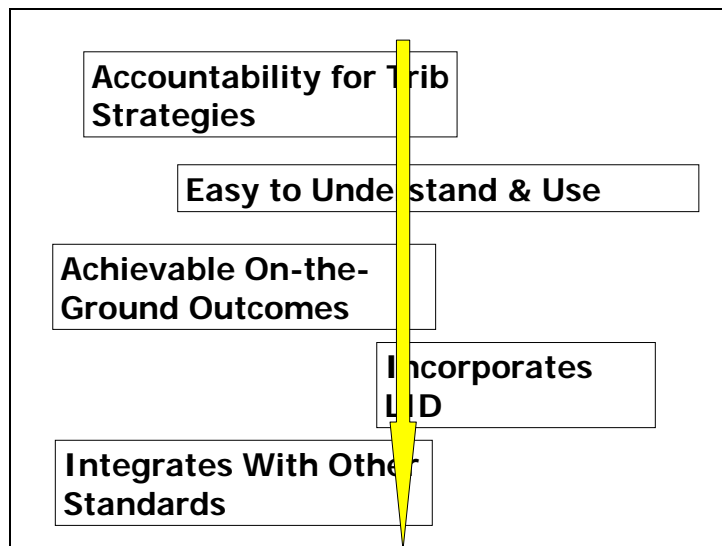 Accountability for Trib
Strategies
Easy to Understand & Use
Achievable On-the-
Ground Outcomes
Incorporates
LID
Integrates With Other
Standards